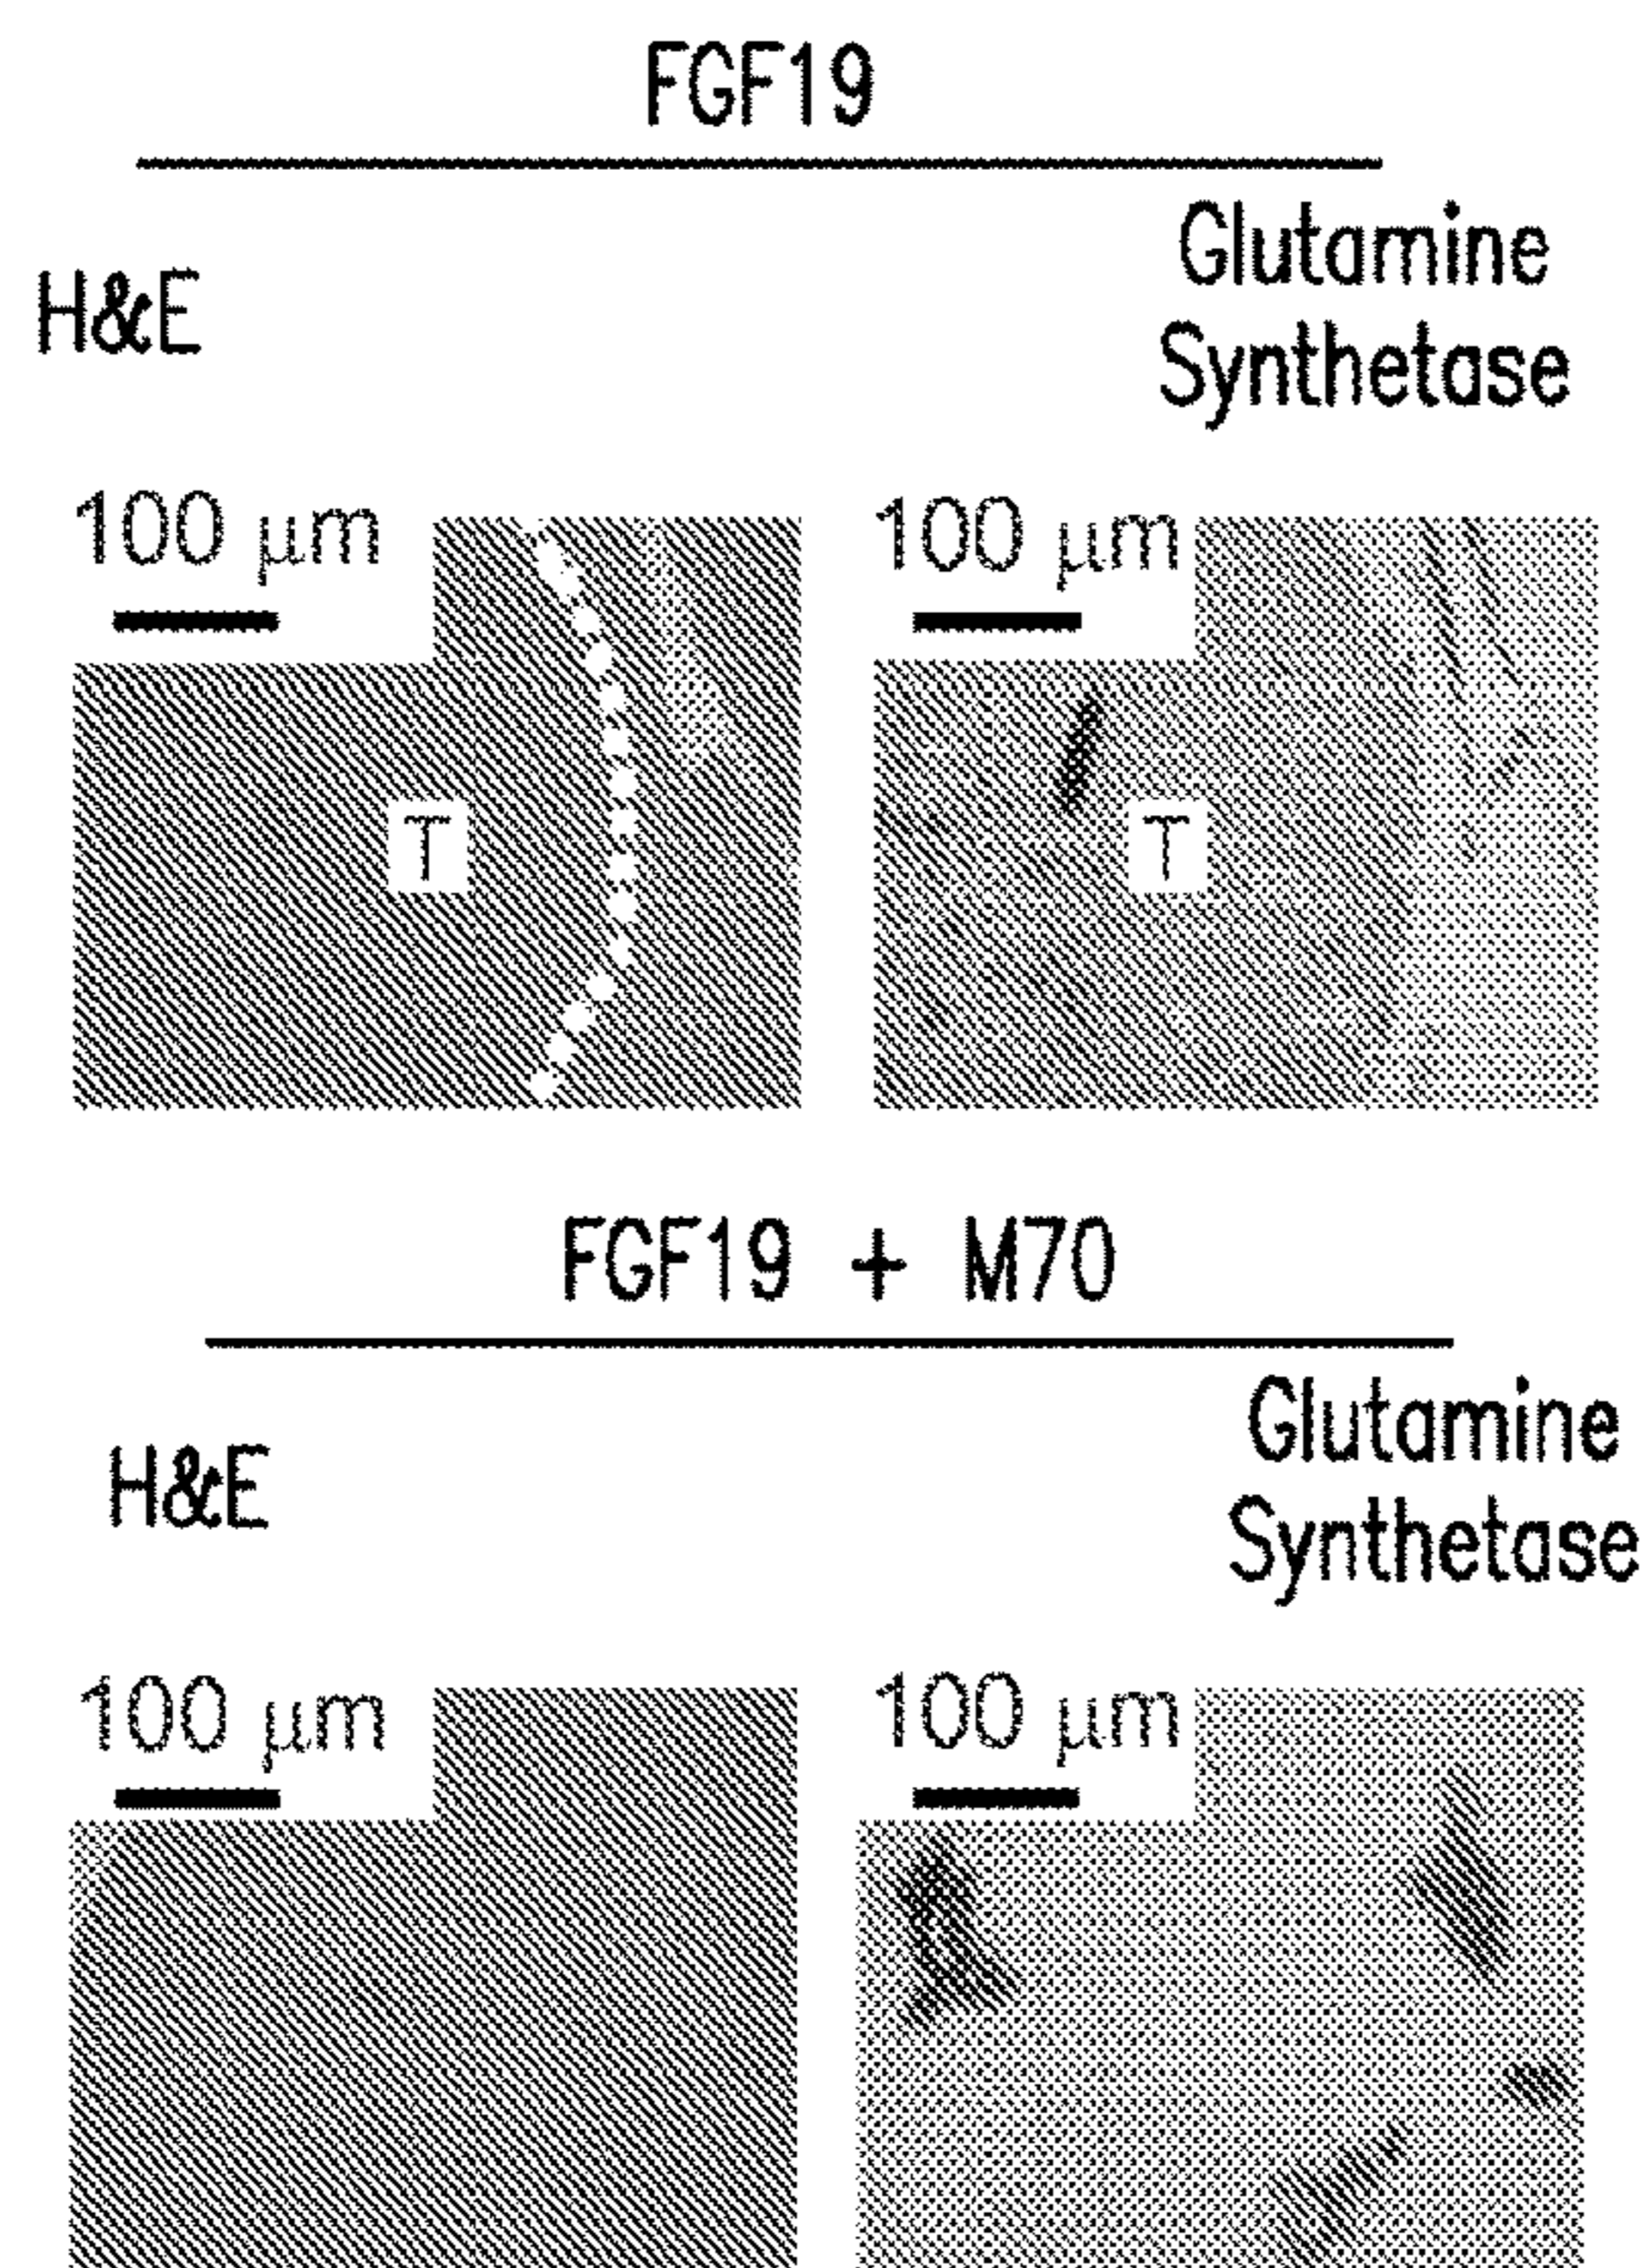 FGF19
H&E
Glutamine
Synthetase
100 μm
100 μm
T
T
FGF19 + M70
H&E
Glutamine
Synthetase
100 μm
100 μm